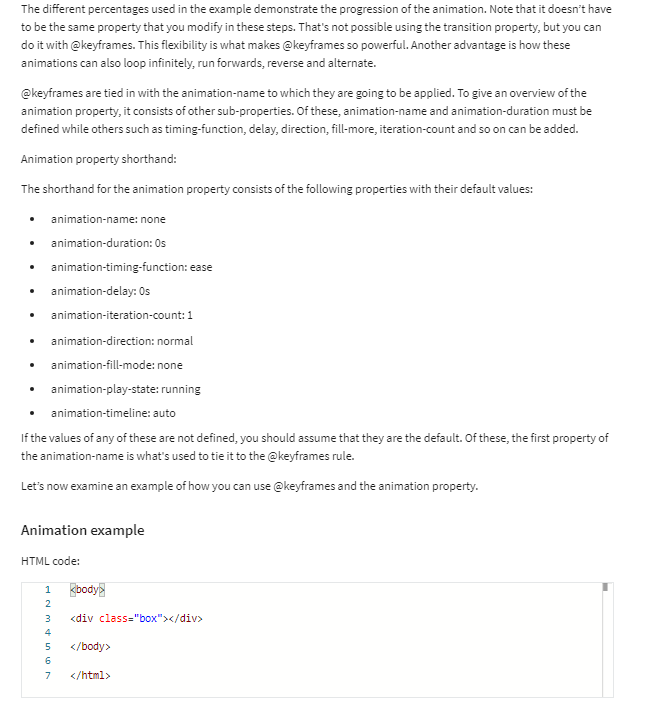 The different percentages used in the example demonstrate the progression of the animation. Note that it doesn't have
to be the same property that you modify in these steps. That's not possible using the transition property, but you can
do it with @keyframes. This flexibility is what makes @keyframes so powerful. Another advantage is how these
animations can also loop infinitely, run forwards, reverse and alternate.
@keyframes are tied in with the animation-name to which they are going to be applied. To give an overview of the
animation property, it consists of other sub-properties. Of these, animation-name and animation-duration must be
defined while others such as timing-function, delay, direction, fill-more, iteration-count and so on can be added.
Animation property shorthand:
The shorthand for the animation property consists of the following properties with their default values:
• animation-name: none
• animation-duration: 0s
• animation-timing-function: ease
• animation-delay: 0s
• animation-iteration-count: 1
• animation-direction: normal
• animation-fill-mode: none
• animation-play-state: running
• animation-timeline: auto
If the values of any of these are not defined, you should assume that they are the default. Of these, the first property of
the animation-name is what's used to tie it to the @keyframes rule.
Let's now examine an example of how you can use @keyframes and the animation property.
Animation example
HTML code:
1 <body>
2
3 <div class="box"></div>
4
5 </body>
6
7 </html>